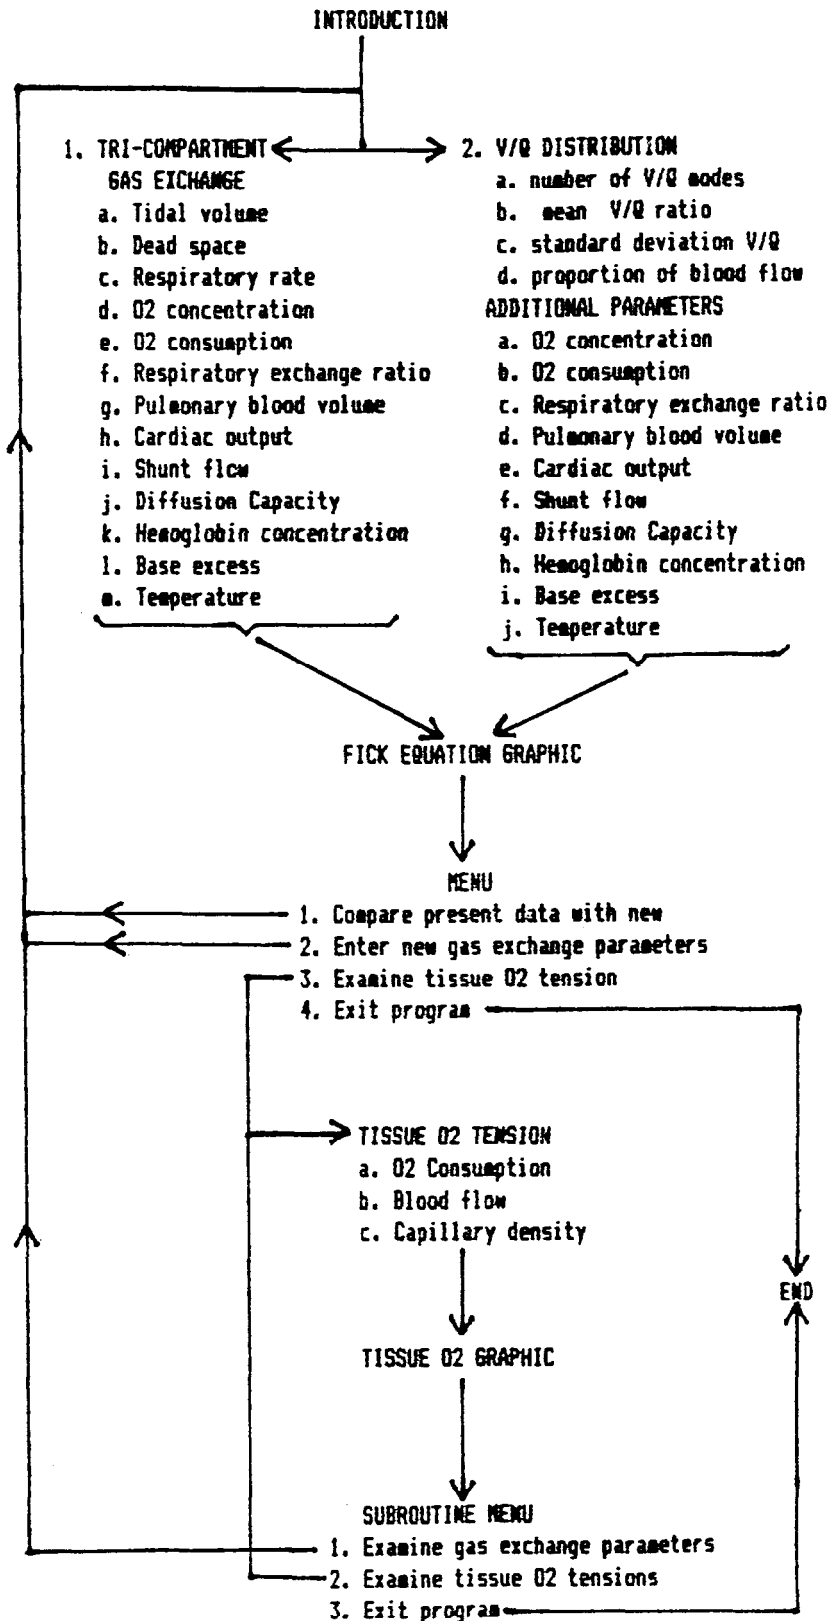 INTRODUCTION
1. TRI-COMPARTMENT
GAS EXCHANGE
a. Tidal volume
b. Dead space
c. Respiratory rate
d. O2 concentration
e. O2 consumption
f. Respiratory exchange ratio
g. Pulmonary blood volume
h. Cardiac output
i. Shunt flow
j. Diffusion Capacity
k. Hemoglobin concentration
l. Base excess
m. Temperature
2. V/Q DISTRIBUTION
a. number of V/Q modes
b. mean V/Q ratio
c. standard deviation V/Q
d. proportion of blood flow
ADDITIONAL PARAMETERS
a. O2 concentration
b. O2 consumption
c. Respiratory exchange ratio
d. Pulmonary blood volume
e. Cardiac output
f. Shunt flow
g. Diffusion Capacity
h. Hemoglobin concentration
i. Base excess
j. Temperature
FICK EQUATION GRAPHIC
MENU
1. Compare present data with new
2. Enter new gas exchange parameters
3. Examine tissue O2 tension
4. Exit program
TISSUE O2 TENSION
a. O2 Consumption
b. Blood flow
c. Capillary density
END
TISSUE O2 GRAPHIC
SUBROUTINE MENU
1. Examine gas exchange parameters
2. Examine tissue O2 tensions
3. Exit program